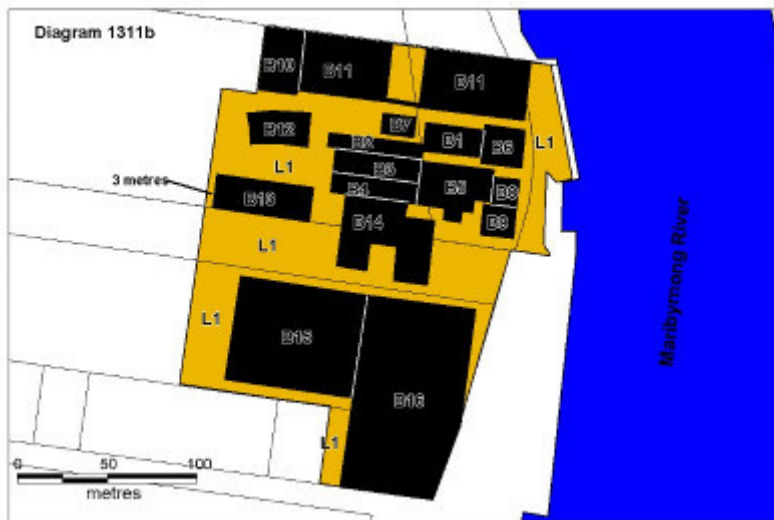 Diagram 1311b
B10
B11
B11
B7
B12
B2
B1
B6
L1
L1
B3
B5
3 metres
B4
B8
B13
B14
B9
L1
L1
B15
Maribyrnong River
B16
L1
0 50 100
metres